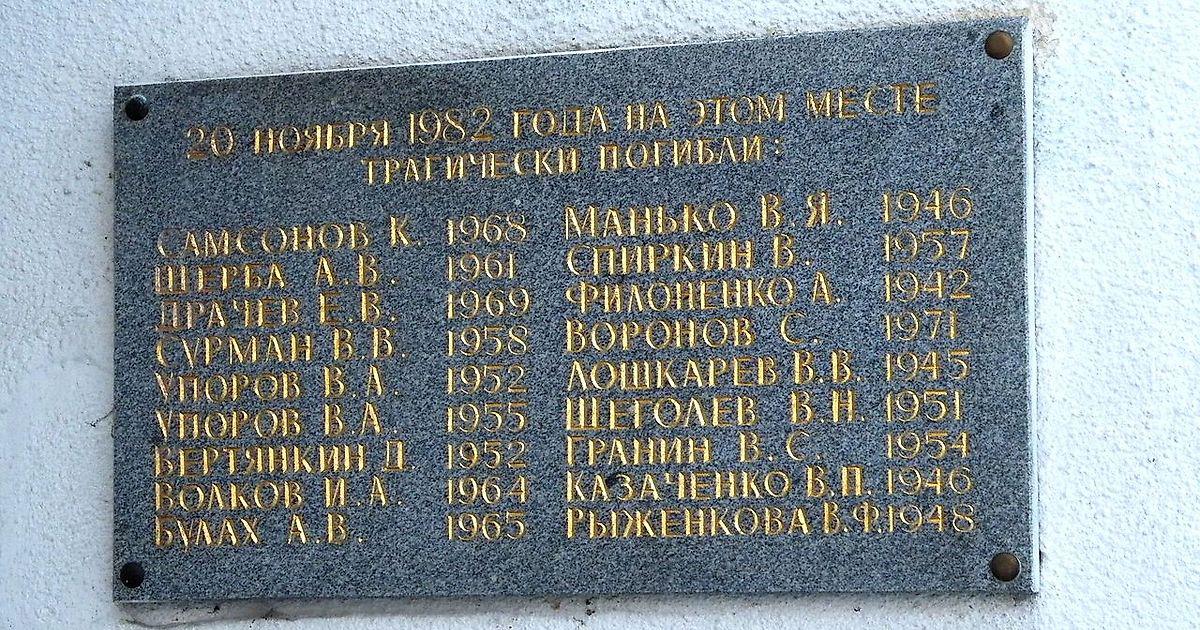 20 НОЯБРЯ 1982 ГОДА НА ЭТОМ МЕСТЕ
ТРАГИЧЕСКИ ПОГИБЛИ:
САМСОНОВ К. 1968
ЩЕРБА А.В. 1961
ДРАЧЕВ Е.В. 1969
СУРМАН В.В. 1958
УПОРОВ В.А. 1952
УПОРОВ В.А. 1955
ВЕРТЯНКИН Д. 1952
ВОЛКОВ И.А. 1964
БУЛАХ А.В. 1965
МАНЬКО В.Я. 1946
СПИРКИН В. 1957
ФИЛОНЕНКО А. 1942
ВОРОНОВ С. 1971
ЛОШКАРЕВ В.В. 1945
ЩЕГОЛЕВ В.Н. 1951
ГРАНИН В.С. 1954
КАЗАЧЕНКО В.П. 1946
РЫЖЕНКОВА В.Ф. 1948